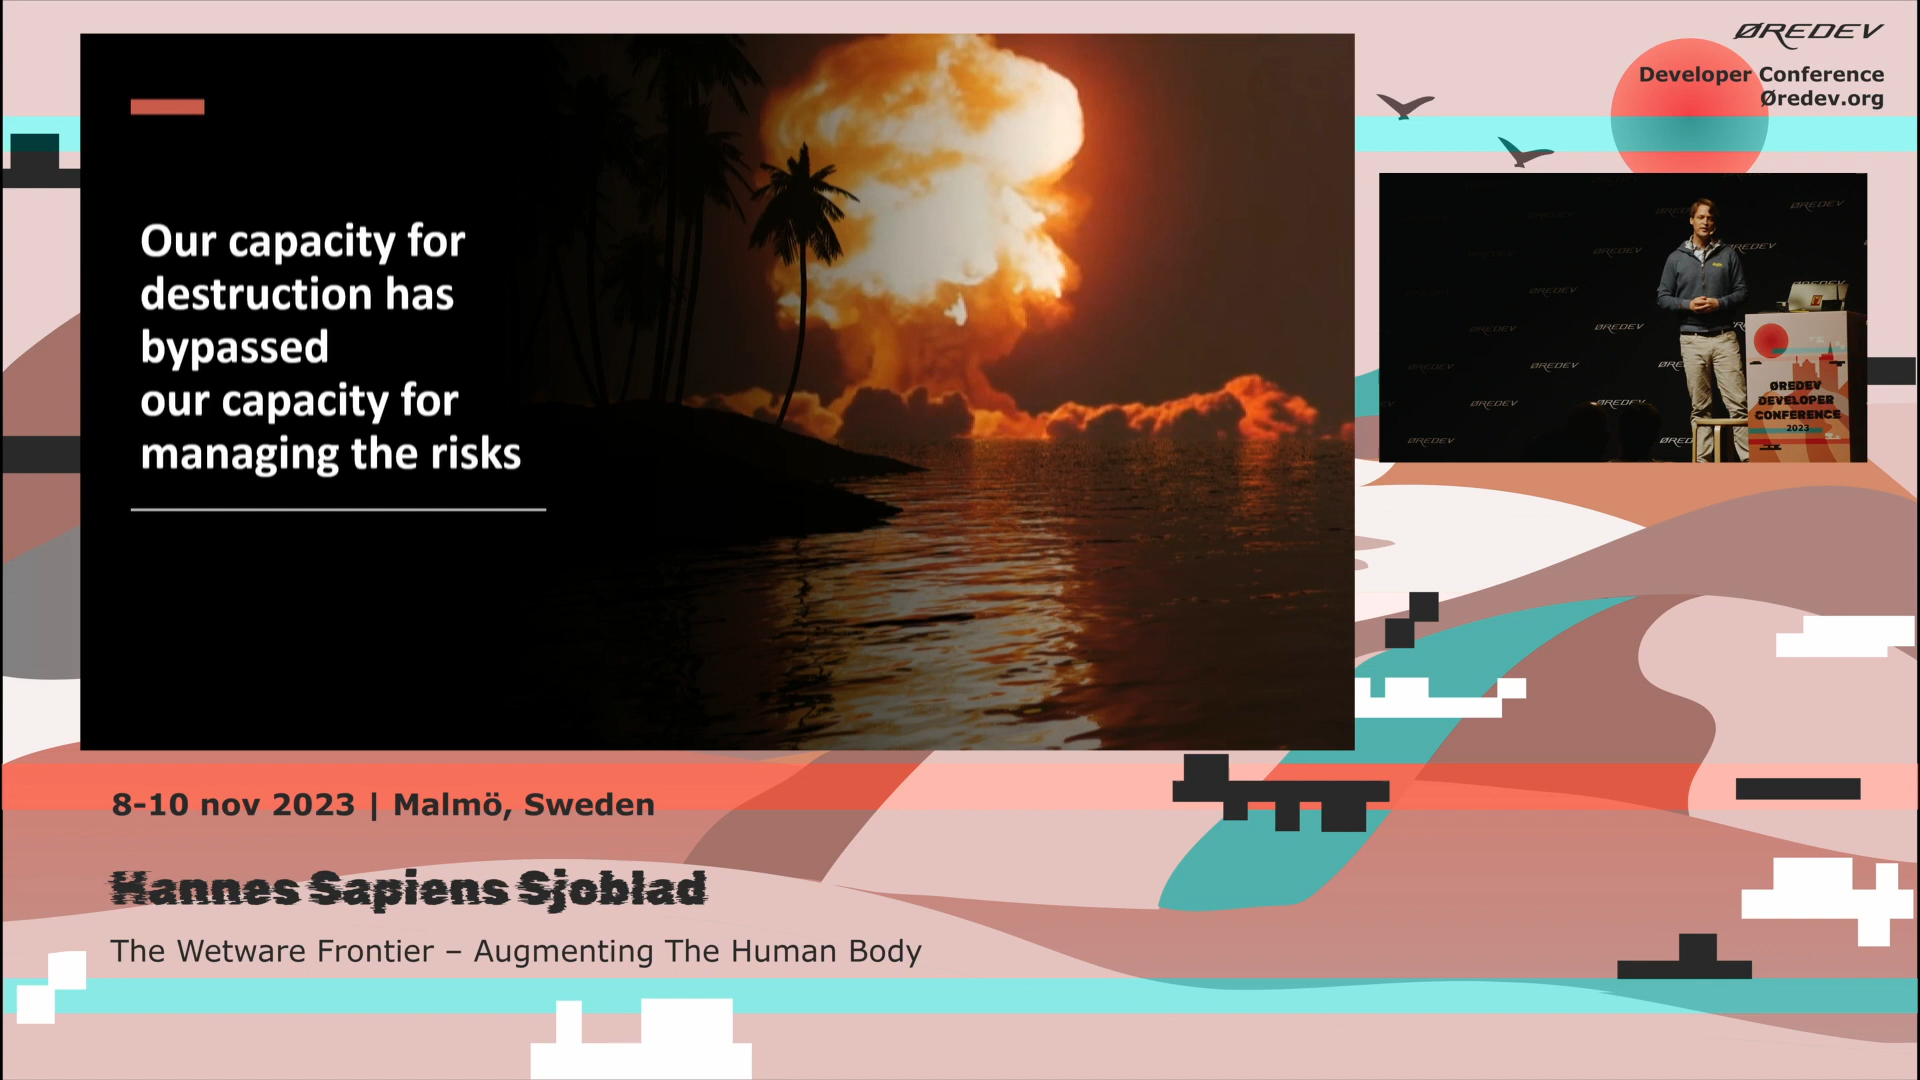 ØREDEV
Developer Conference
Øredev.org
Our capacity for
destruction has
bypassed
our capacity for
managing the risks
ØREDEV
DEVELOPER
CONFERENCE
2023
8-10 nov 2023 | Malmö, Sweden
Hannes Sapiens Sjoblad
The Wetware Frontier – Augmenting The Human Body